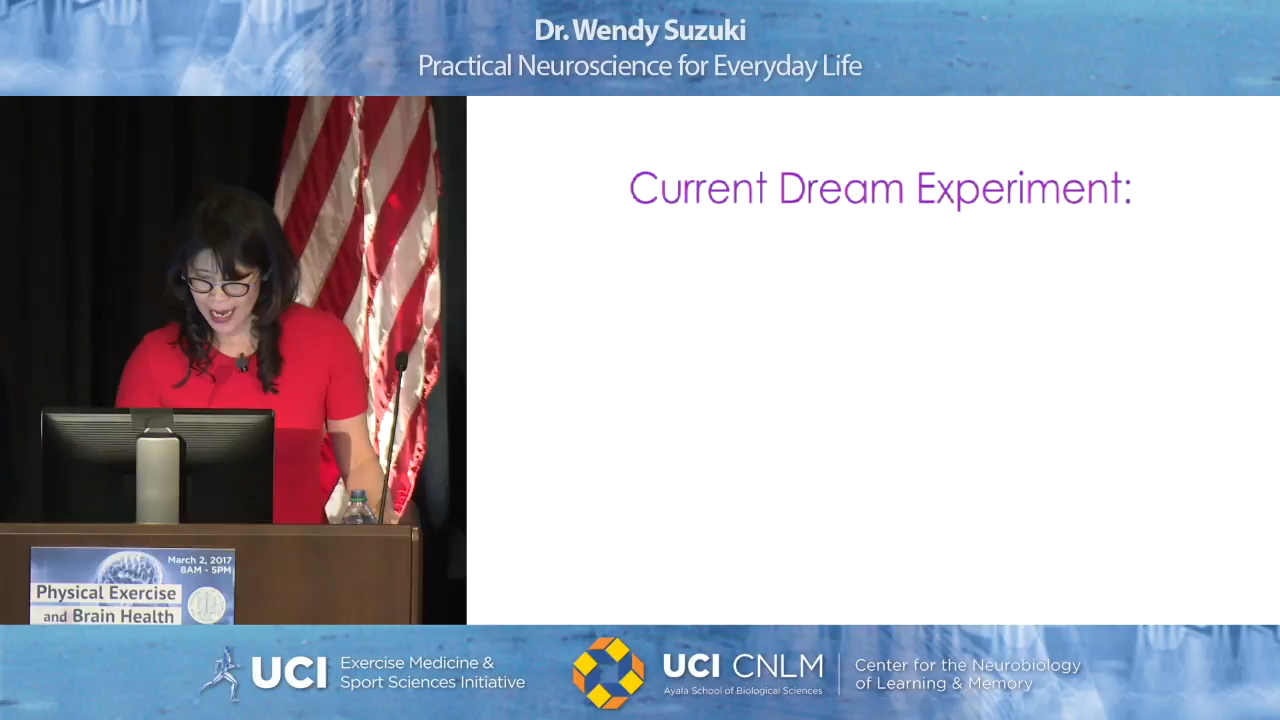 Dr. Wendy Suzuki
Practical Neuroscience for Everyday Life
Current Dream Experiment:
March 2, 2017
8AM - 5PM
Physical Exercise
and Brain Health
UCI
Exercise Medicine &
Sport Sciences Initiative
UCI CNLM
Ayala School of Biological Sciences
Center for the Neurobiology
of Learning & Memory